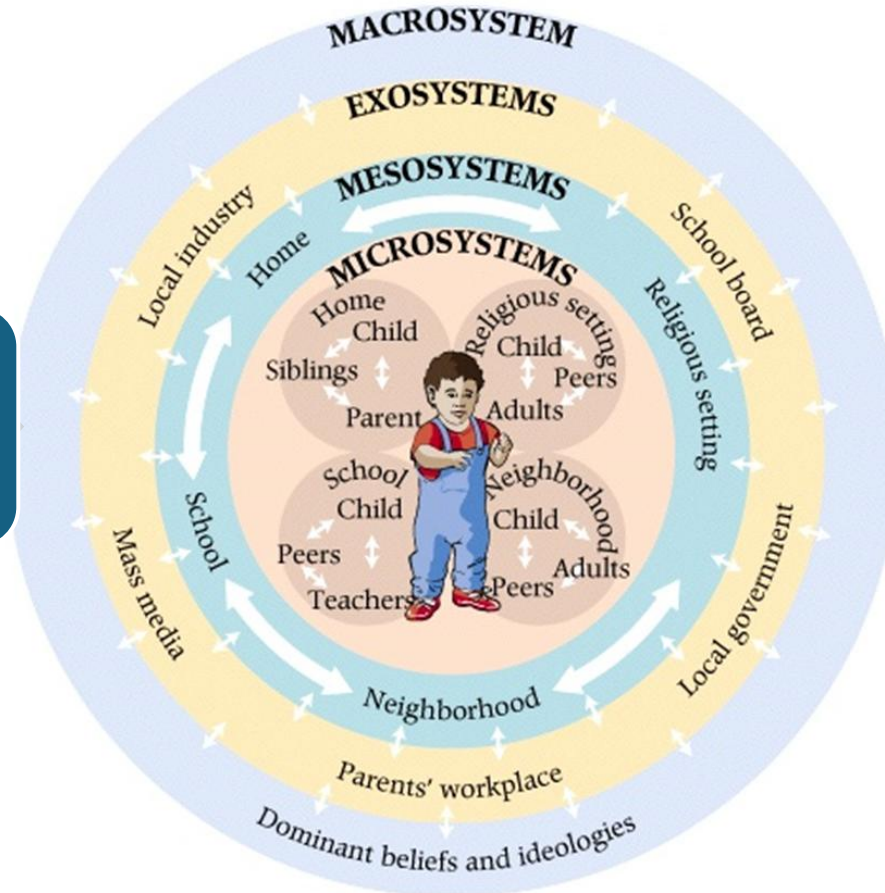 MACROSYSTEM
EXOSYSTEMS
MESOSYSTEMS
MICROSYSTEMS
Local industry
School board
Home
Religious setting
Home
Child
Siblings
Parent
Religious setting
Child
Peers
Adults
School
Child
Peers
Teachers
Neighborhood
Child
Adults
Peers
School
Mass media
Local government
Neighborhood
Parents' workplace
Dominant beliefs and ideologies